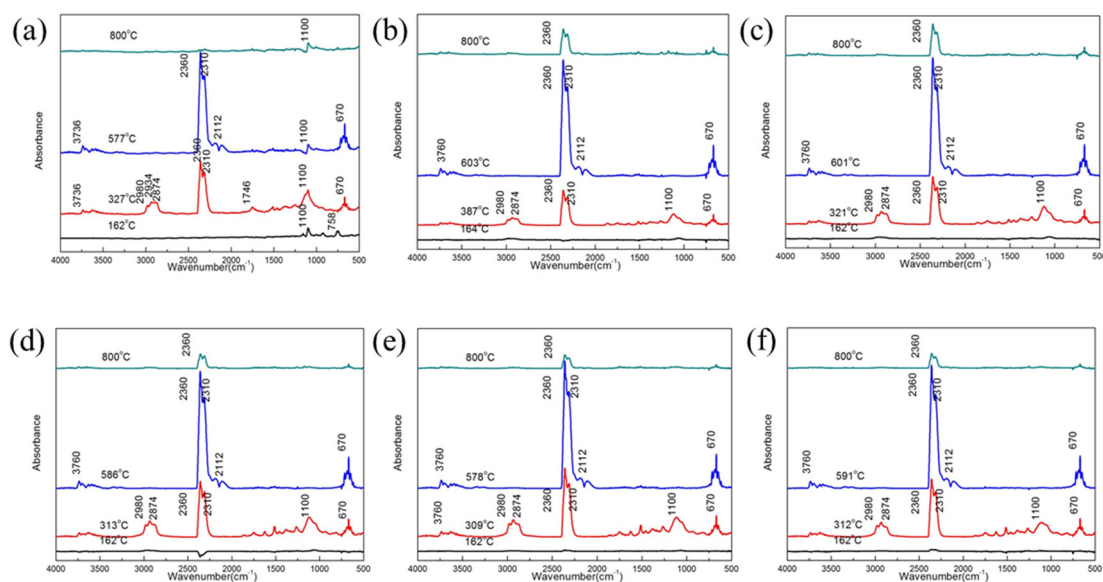 (a)
800°C
1100
2360
2310
3736
577°C
2112
1100
670
2360
2310
3736
327°C
2980
2934
2874
1746
1100
670
162°C
1100
758
Absorbance
4000 3500 3000 2500 2000 1500 1000 500
Wavenumber(cm-1)
(b)
800°C
2360
2360
2310
3760
603°C
2112
670
387°C
2980
2874
2360
2310
1100
670
164°C
Absorbance
4000 3500 3000 2500 2000 1500 1000 500
Wavenumber(cm-1)
(c)
800°C
2360
2360
2310
3760
601°C
2112
670
321°C
2980
2874
2360
2310
1100
670
162°C
Absorbance
4000 3500 3000 2500 2000 1500 1000 500
Wavenumber(cm-1)
(d)
800°C
2360
2360
2310
3760
586°C
2112
670
313°C
2980
2874
2360
2310
1100
670
162°C
Absorbance
4000 3500 3000 2500 2000 1500 1000 500
Wavenumber(cm-1)
(e)
800°C
2360
2360
2310
3760
578°C
2112
670
3760
309°C
2980
2874
2360
2310
1100
670
162°C
Absorbance
4000 3500 3000 2500 2000 1500 1000 500
Wavenumber(cm-1)
(f)
800°C
2360
2360
2310
3760
591°C
2112
670
312°C
2980
2874
2360
2310
1100
670
162°C
Absorbance
4000 3500 3000 2500 2000 1500 1000 500
Wavenumber(cm-1)